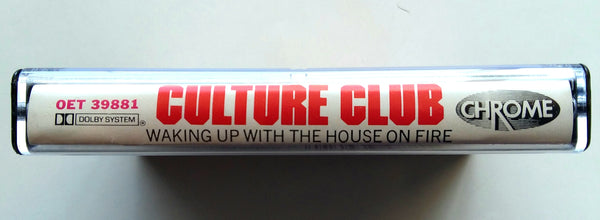 OET 39881
DOLBY SYSTEM®
CULTURE CLUB
WAKING UP WITH THE HOUSE ON FIRE
CHROME